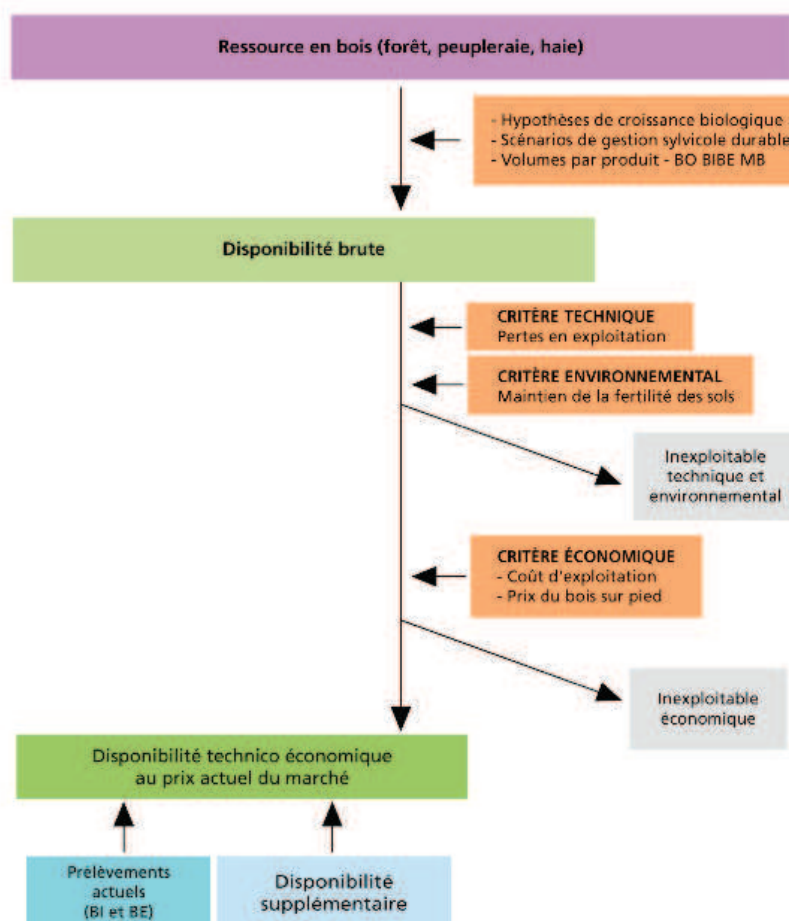 Ressource en bois (forêt, peupleraie, haie)
- Hypothèses de croissance biologique
- Scénarios de gestion sylvicole durable
- Volumes par produit - BO BIBE MB
Disponibilité brute
CRITÈRE TECHNIQUE
Pertes en exploitation
CRITÈRE ENVIRONNEMENTAL
Maintien de la fertilité des sols
Inexploitable
technique et
environnemental
CRITÈRE ÉCONOMIQUE
- Coût d'exploitation
- Prix du bois sur pied
Inexploitable
économique
Disponibilité technico économique
au prix actuel du marché
Prélèvements
actuels
(BI et BE)
Disponibilité
supplémentaire